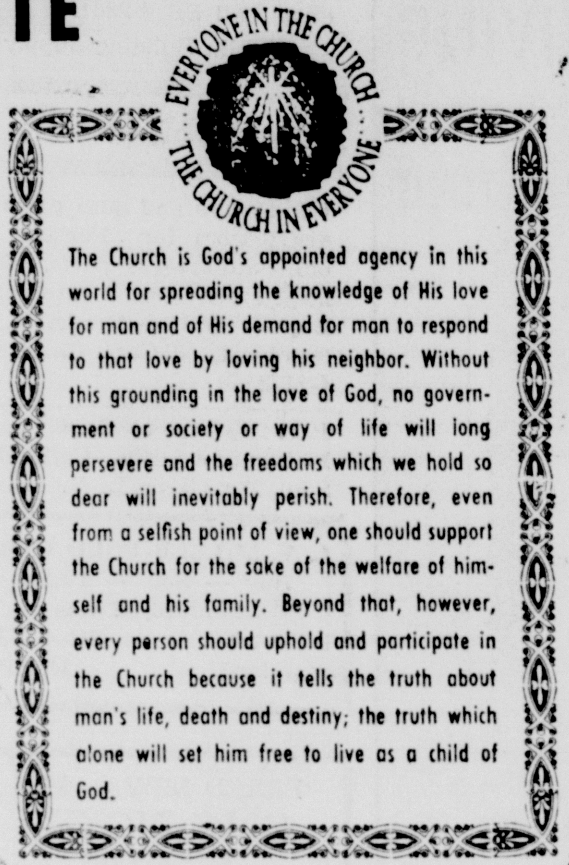 TE
EVERYONE IN THE CHURCH
THE CHURCH IN EVERYONE
The Church is God's appointed agency in this
world for spreading the knowledge of His love
for man and of His demand for man to respond
to that love by loving his neighbor. Without
this grounding in the love of God, no govern-
ment or society or way of life will long
persevere and the freedoms which we hold so
dear will inevitably perish. Therefore, even
from a selfish point of view, one should support
the Church for the sake of the welfare of him-
self and his family. Beyond that, however,
every person should uphold and participate in
the Church because it tells the truth about
man's life, death and destiny; the truth which
alone will set him free to live as a child of
God.